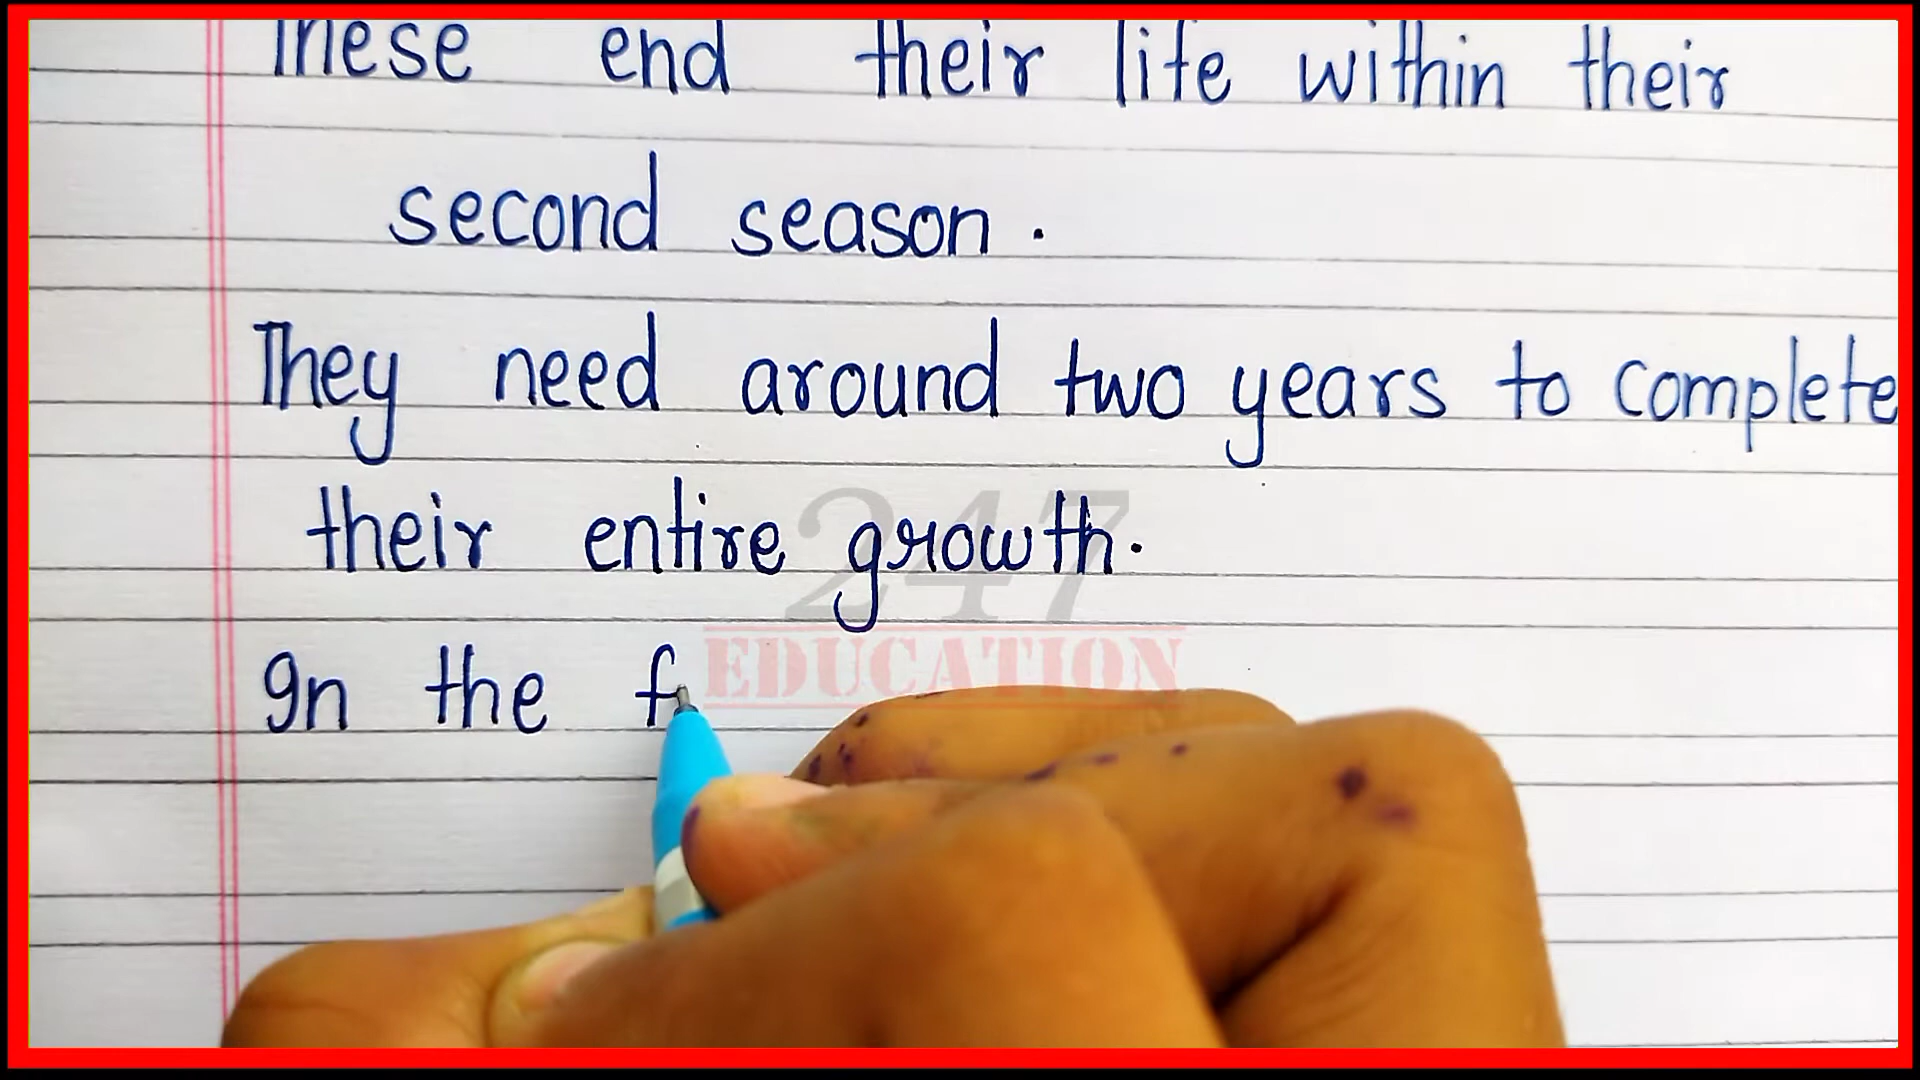 These end their life within their
second season.
They need around two years to complete
their entire growth.
247
EDUCATION
In the f